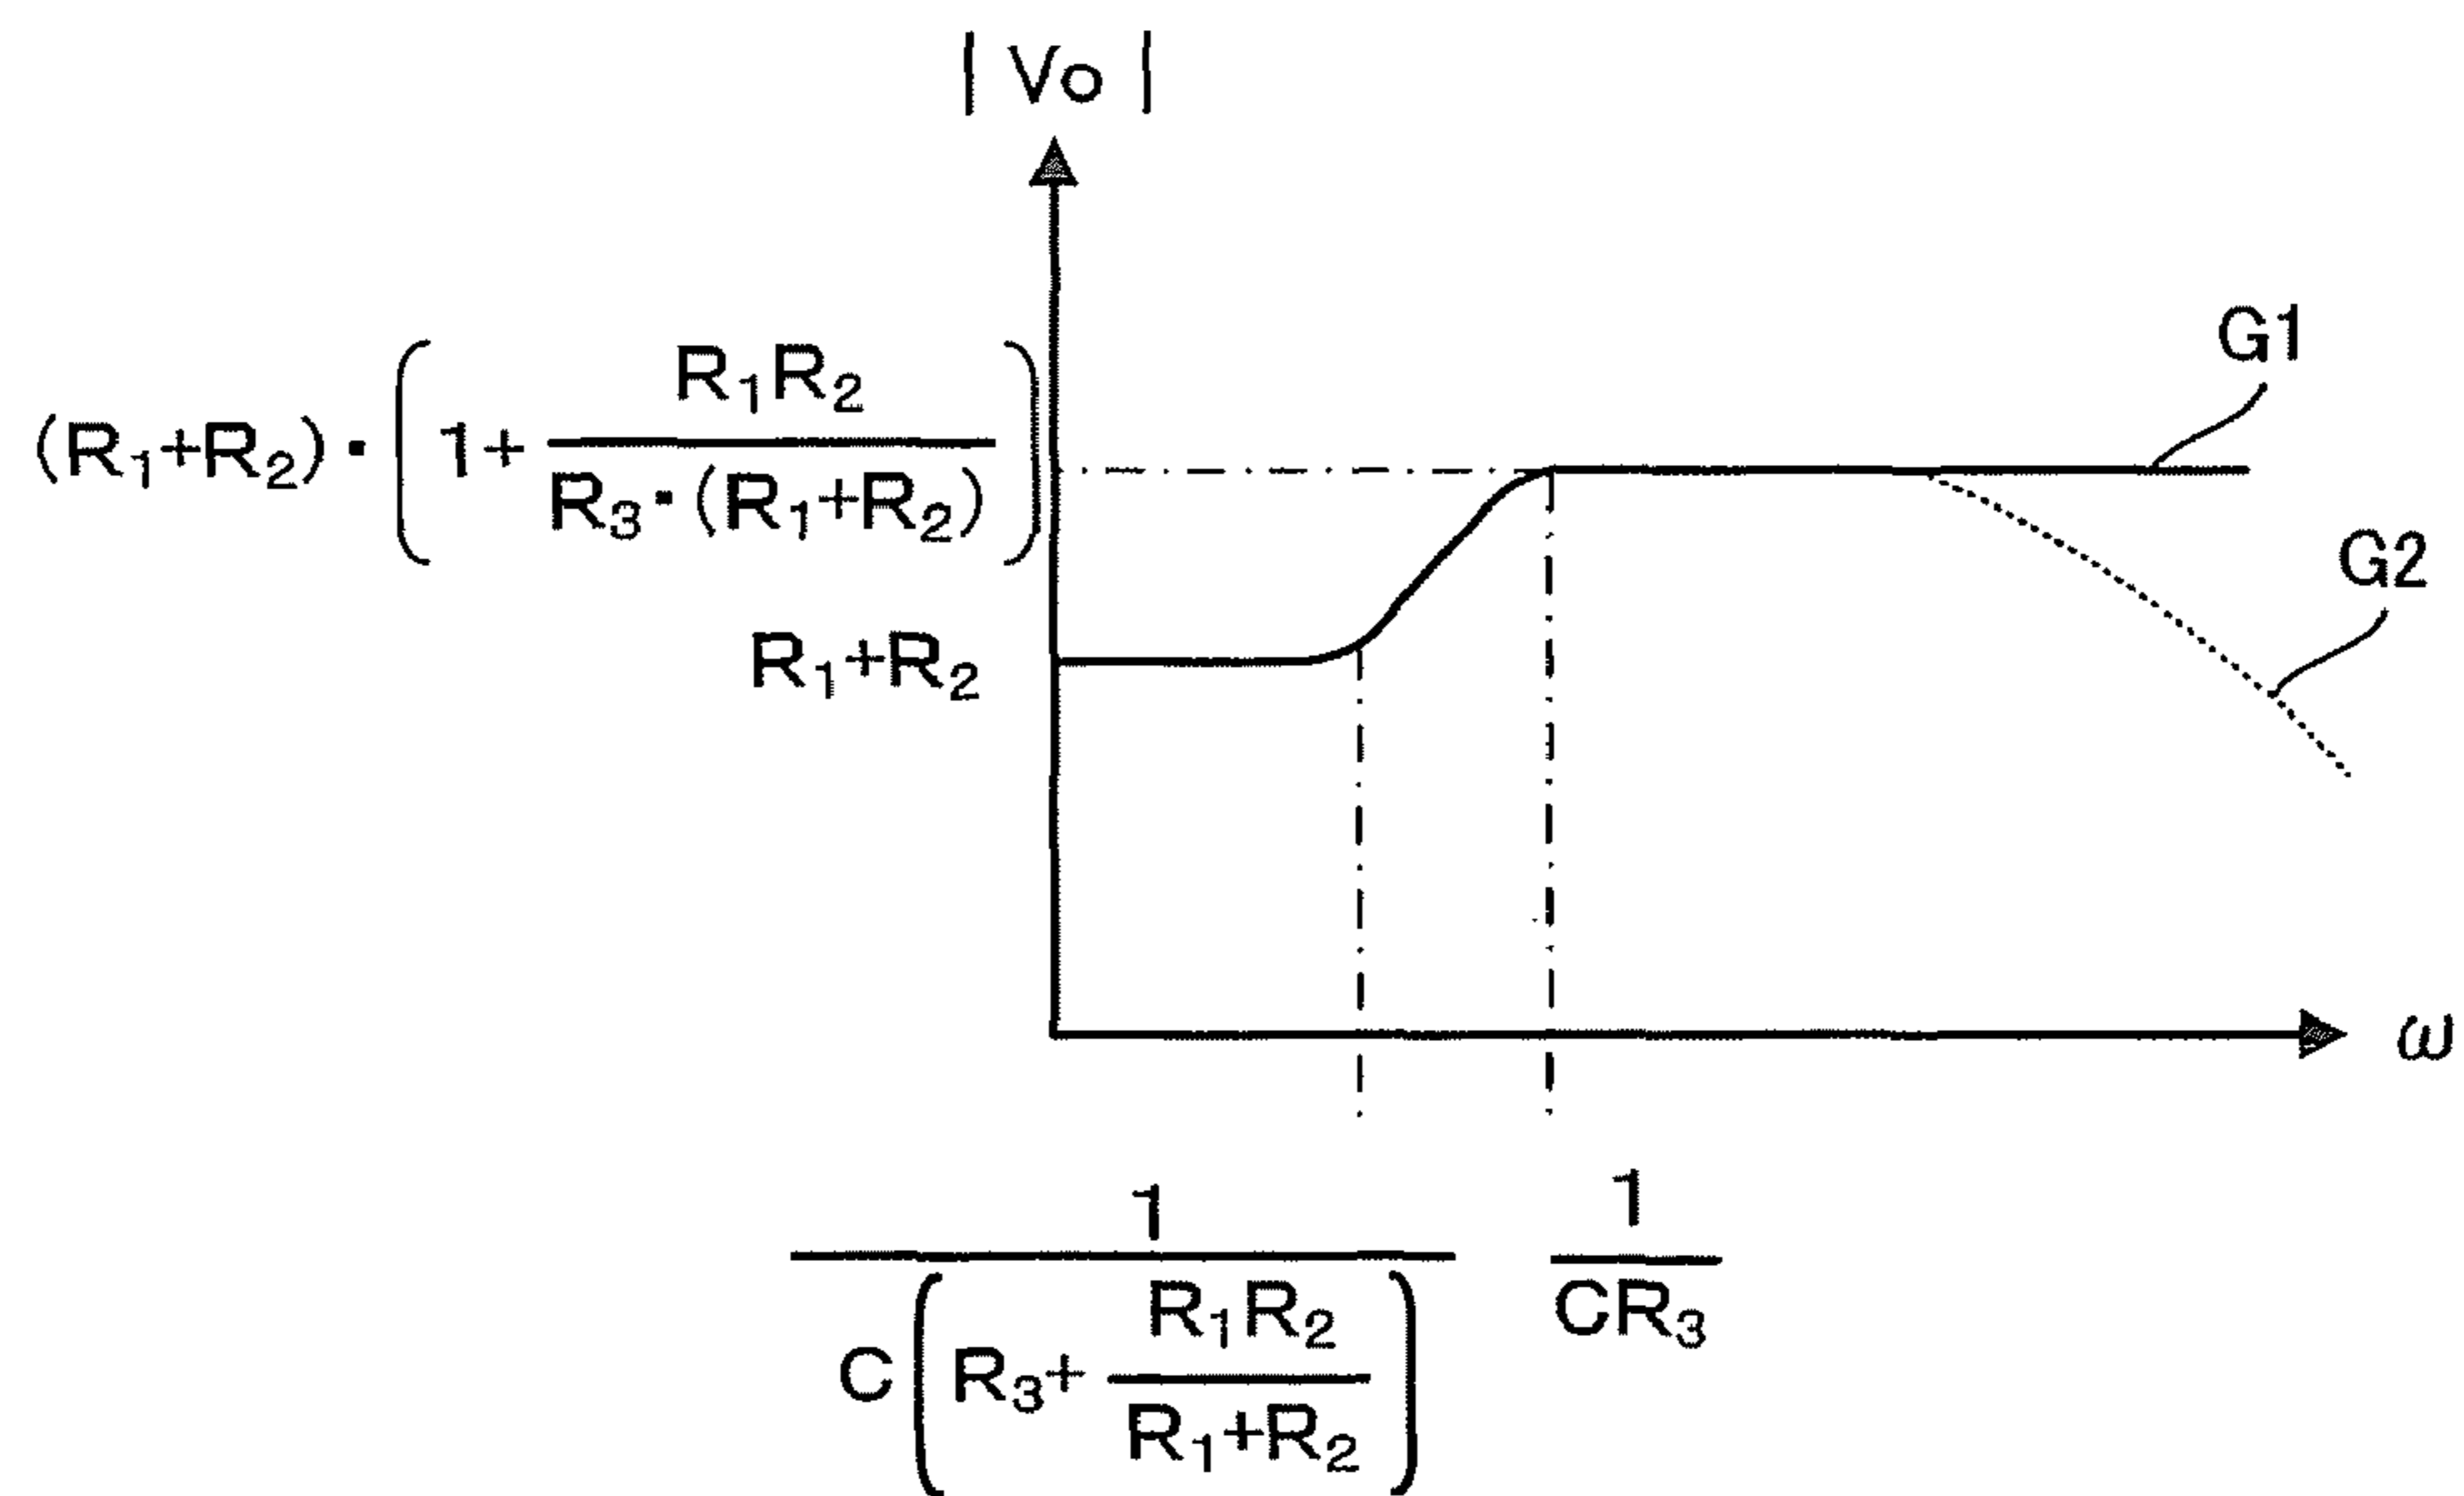 | Vo |
G1
(R₁+R₂)▪(1+ R₁R₂ / R₃▪(R₁+R₂))
G2
R₁+R₂
ω
1 / C(R₃+ R₁R₂ / R₁+R₂)
1 / CR₃